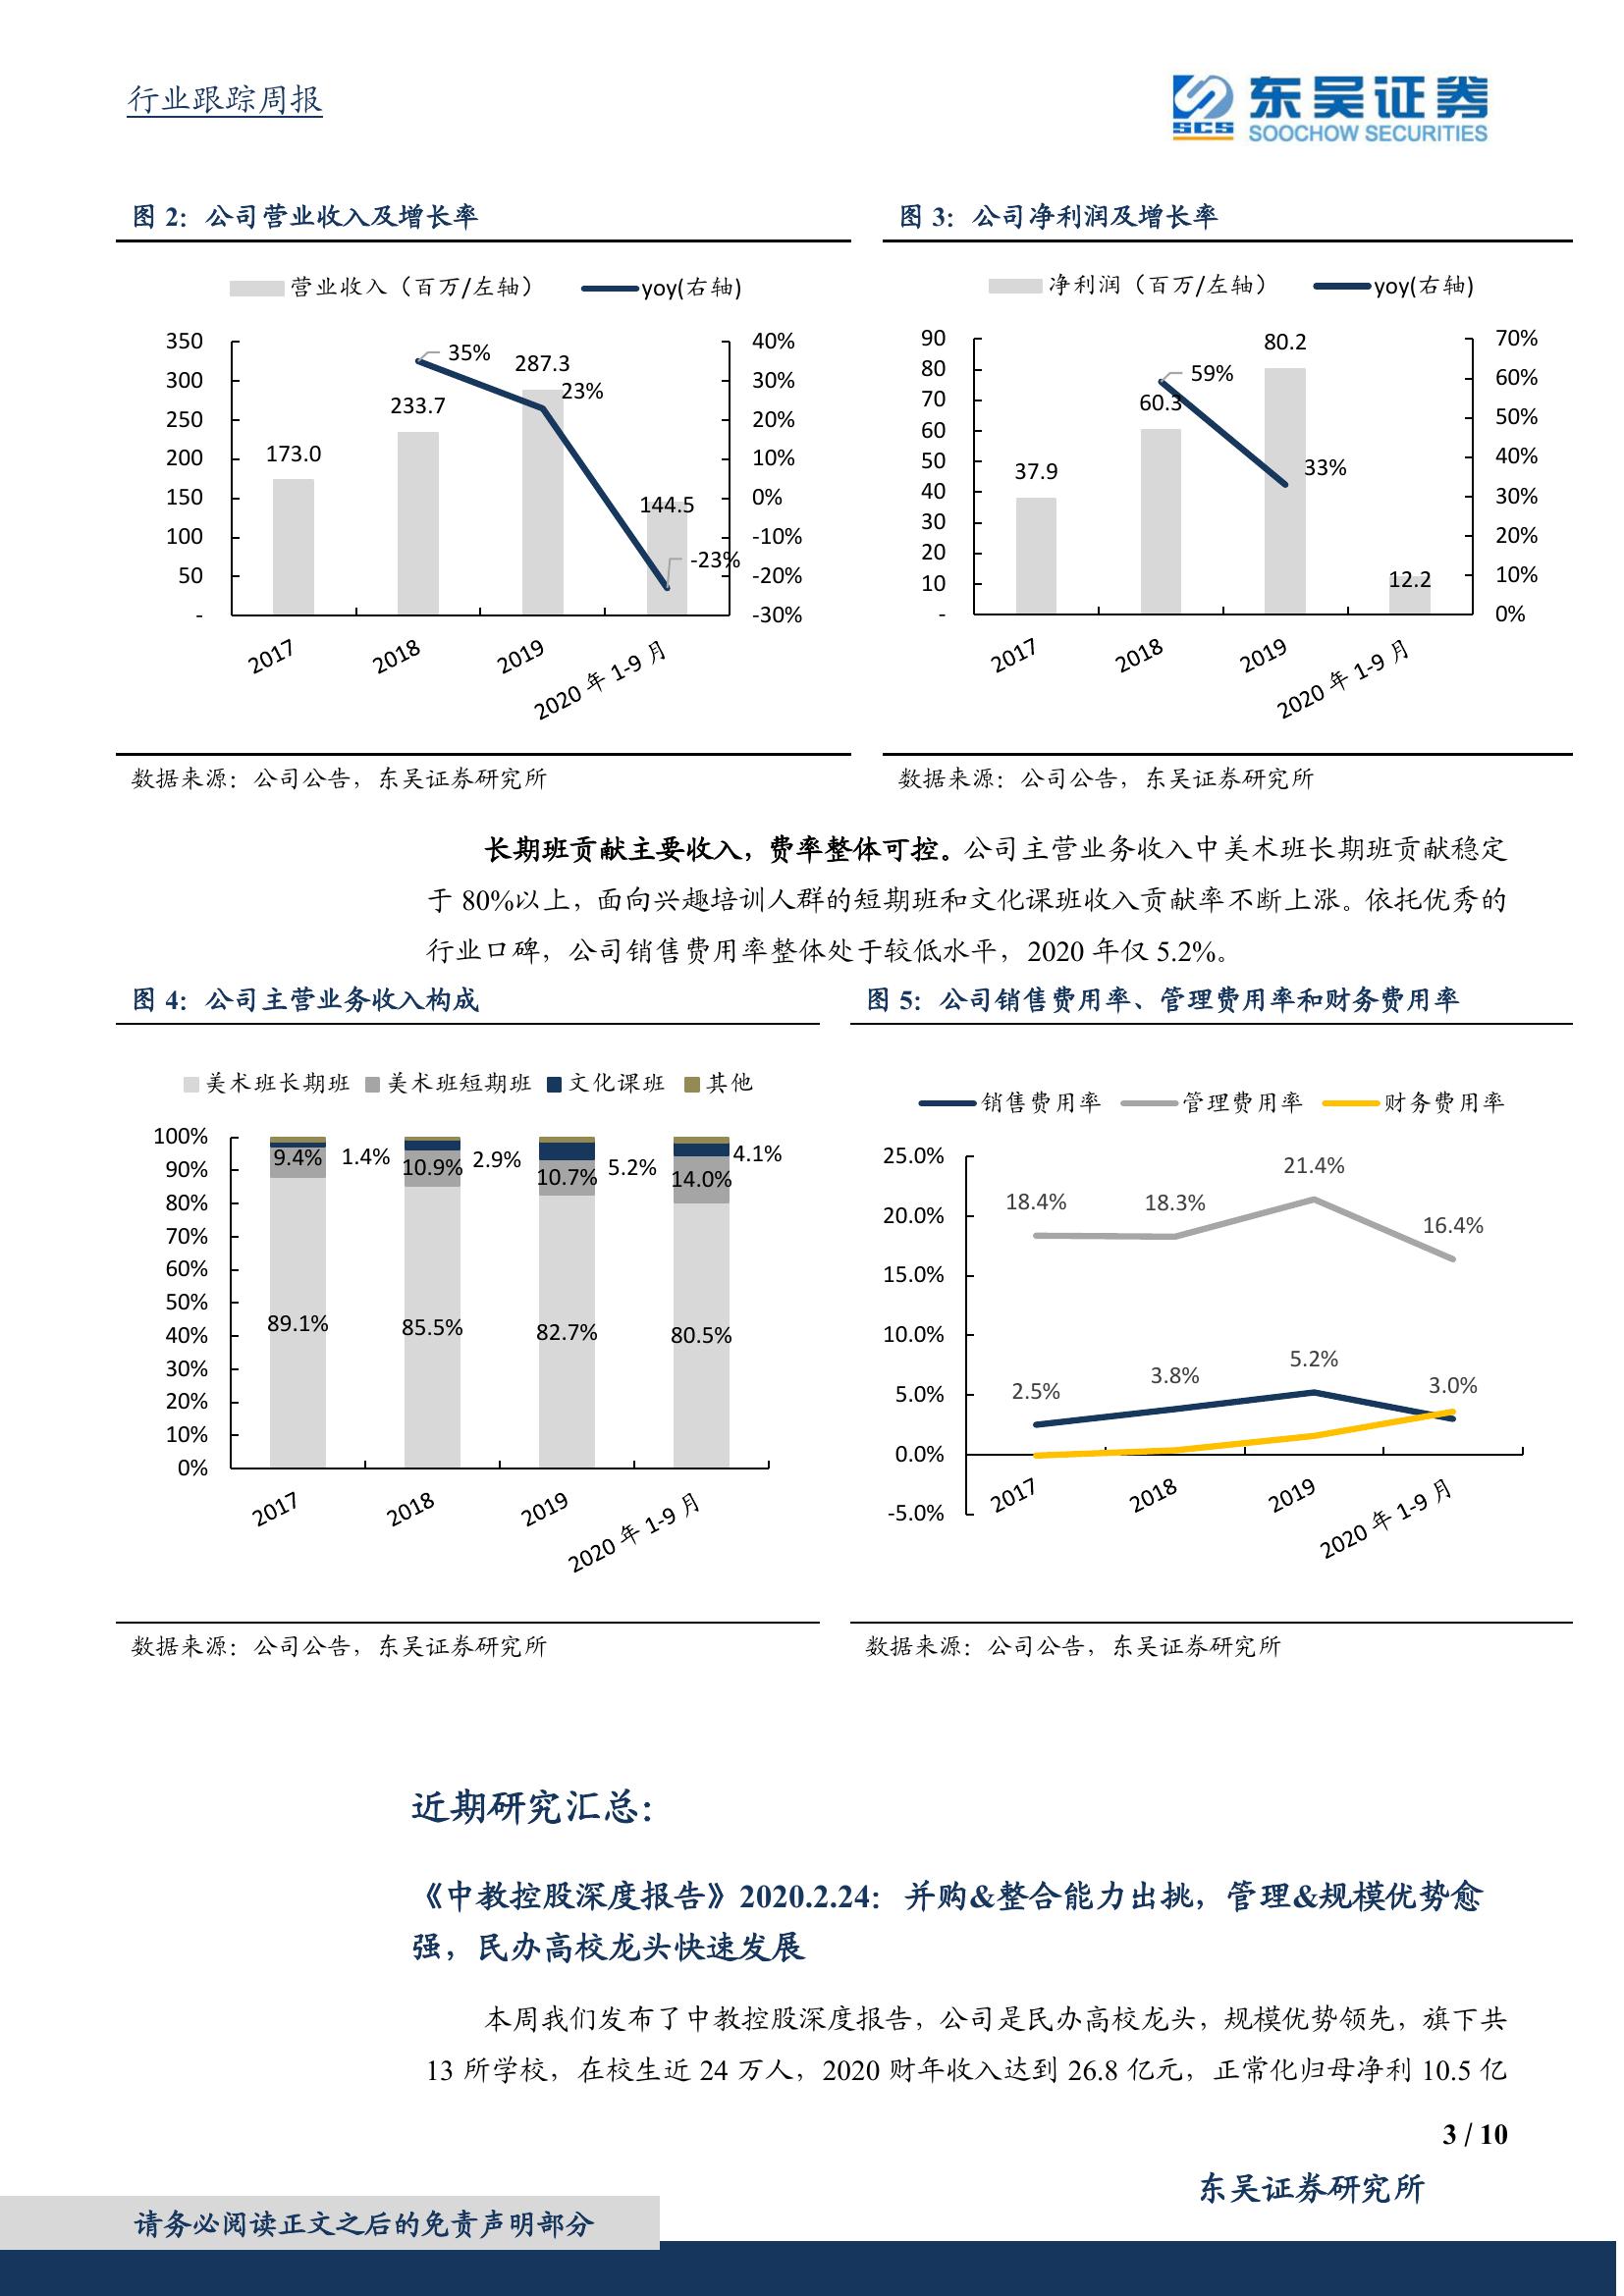 行业跟踪周报
SCS
东吴证券
SOOCHOW SECURITIES
图 2：公司营业收入及增长率
营业收入（百万/左轴）
yoy(右轴)
350
300
250
200
150
100
50
-
40%
30%
20%
10%
0%
-10%
-20%
-30%
173.0
233.7
287.3
144.5
35%
23%
-23%
2017
2018
2019
2020 年 1-9 月
数据来源：公司公告，东吴证券研究所
图 3：公司净利润及增长率
净利润（百万/左轴）
yoy(右轴)
90
80
70
60
50
40
30
20
10
-
70%
60%
50%
40%
30%
20%
10%
0%
37.9
60.3
80.2
12.2
59%
33%
2017
2018
2019
2020 年 1-9 月
数据来源：公司公告，东吴证券研究所
长期班贡献主要收入，费率整体可控。公司主营业务收入中美术班长期班贡献稳定
于 80%以上，面向兴趣培训人群的短期班和文化课班收入贡献率不断上涨。依托优秀的
行业口碑，公司销售费用率整体处于较低水平，2020 年仅 5.2%。
图 4：公司主营业务收入构成
美术班长期班
美术班短期班
文化课班
其他
100%
90%
80%
70%
60%
50%
40%
30%
20%
10%
0%
9.4%
1.4%
10.9%
2.9%
10.7%
5.2%
14.0%
4.1%
89.1%
85.5%
82.7%
80.5%
2017
2018
2019
2020 年 1-9 月
数据来源：公司公告，东吴证券研究所
图 5：公司销售费用率、管理费用率和财务费用率
销售费用率
管理费用率
财务费用率
25.0%
20.0%
15.0%
10.0%
5.0%
0.0%
-5.0%
18.4%
18.3%
21.4%
16.4%
2.5%
3.8%
5.2%
3.0%
2017
2018
2019
2020 年 1-9 月
数据来源：公司公告，东吴证券研究所
近期研究汇总：
《中教控股深度报告》2020.2.24：并购&整合能力出挑，管理&规模优势愈
强，民办高校龙头快速发展
本周我们发布了中教控股深度报告，公司是民办高校龙头，规模优势领先，旗下共
13 所学校，在校生近 24 万人，2020 财年收入达到 26.8 亿元，正常化归母净利 10.5 亿
3 / 10
东吴证券研究所
请务必阅读正文之后的免责声明部分